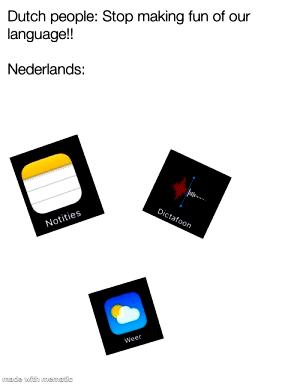 Dutch people: Stop making fun of our
language!!
Nederlands:
Notities
Dictafoon
Weer
made with mematic